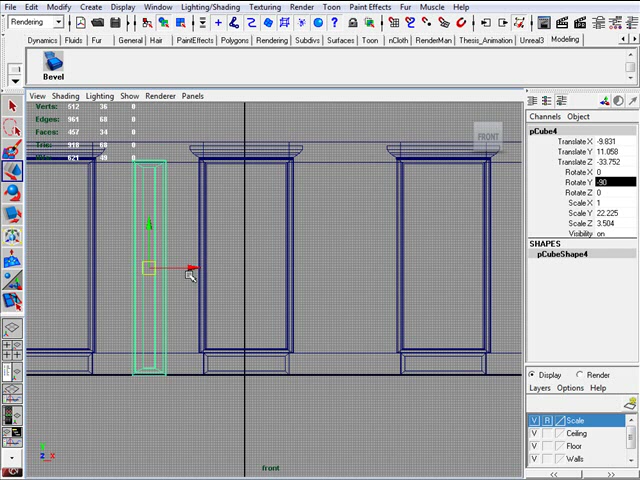 File Edit Modify Create Display Window Lighting/Shading Texturing Render Toon Paint Effects Fur Muscle Help
Rendering
Dynamics Fluids Fur General Hair PaintEffects Polygons Rendering Subdivs Surfaces Toon nCloth RenderMan Thesis_Animation Unreal3 Modeling
Bevel
View Shading Lighting Show Renderer Panels
Verts: 512 36 0
Edges: 961 68 0
Faces: 457 34 0
Tris: 918 68 0
621 49 0
FRONT
front
Channels Object
pCube4
Translate X -9.831
Translate Y 11.058
Translate Z -33.752
Rotate X 0
Rotate Y -90
Rotate Z 0
Scale X 1
Scale Y 22.225
Scale Z 3.504
Visibility on
SHAPES
pCubeShape4
Display Render
Layers Options Help
V R Scale
V Ceiling
V Floor
V Walls
<< >>